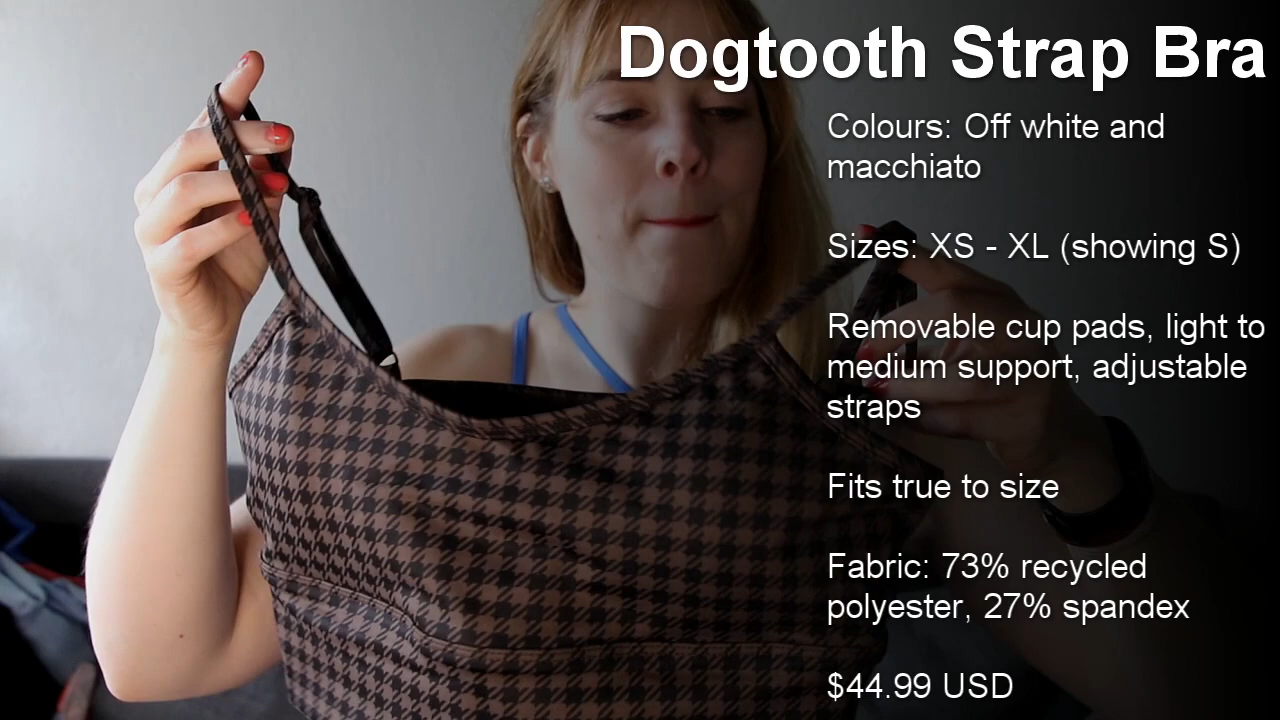 Dogtooth Strap Bra
Colours: Off white and
macchiato
Sizes: XS - XL (showing S)
Removable cup pads, light to
medium support, adjustable
straps
Fits true to size
Fabric: 73% recycled
polyester, 27% spandex
$44.99 USD